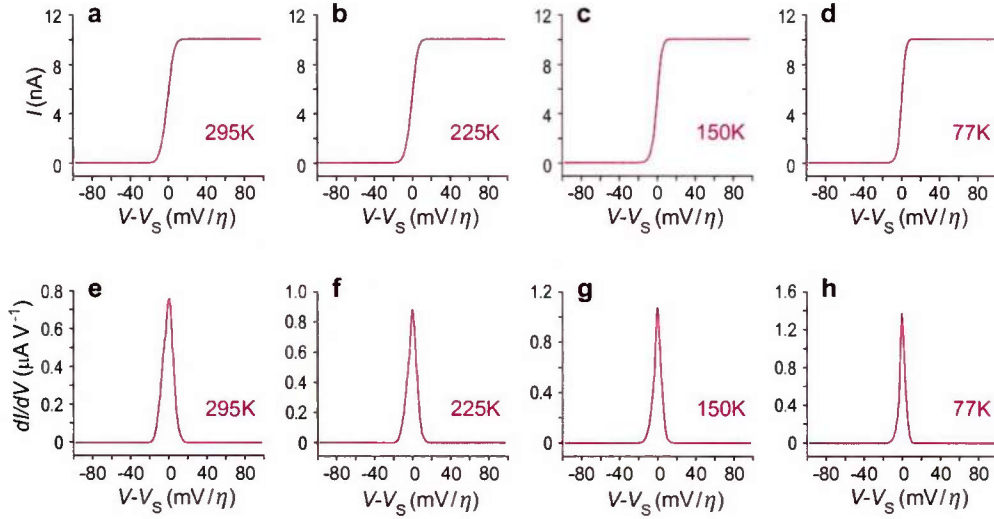 a b c d
12 12 12 12
10 10 10 10
8 8 8 8
4 4 4 4
0 0 0 0
I (nA)
295K 225K 150K 77K
-80 -40 0 40 80 -80 -40 0 40 80 -80 -40 0 40 80 -80 -40 0 40 80
V-VS (mV/η) V-VS (mV/η) V-VS (mV/η) V-VS (mV/η)
e f g h
0.8 1.0 1.2 1.6
0.6 0.8 0.8 1.2
0.4 0.6 0.4 0.8
0.2 0.4 0 0.4
0 0.2 0
0
dI/dV (μA V⁻¹)
295K 225K 150K 77K
-80 -40 0 40 80 -80 -40 0 40 80 -80 -40 0 40 80 -80 -40 0 40 80
V-VS (mV/η) V-VS (mV/η) V-VS (mV/η) V-VS (mV/η)